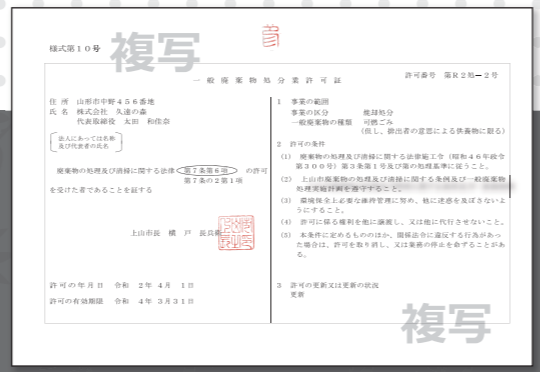 様式第10号
複写
一般廃棄物処分業許可証
許可番号 第R2処ー2号
住 所 山形市中野456番地
氏 名 株式会社 久遠の森
代表取締役 太田 和佳奈
法人にあっては名称
及び代表者の氏名
廃棄物の処理及び清掃に関する法律 第7条第6項 の許可
第7条の2第1項
を受けた者であることを証する
上山市長 横 戸 長兵衛
許可の年月日 令和 2年 4月 1日
許可の有効期限 令和 4年 3月31日
1 事業の範囲
事業の区分 焼却処分
一般廃棄物の種類 可燃ごみ
(但し、排出者の意思による供養物に限る)
2 許可の条件
(1) 廃棄物の処理及び清掃に関する法律施行令(昭和46年政令
第300号)第3条第1号及び第の処理基準に従うこと。
(2) 上山市廃棄物の処理及び清掃に関する条例及び一般廃棄物
処理実施計画を遵守すること。
(3) 環境保全上必要な維持管理に努め、他に迷惑を及ぼさないよ
うにすること。
(4) 許可に係る権利を他に譲渡し、又は他に代行させないこと。
(5) 本条件に定めるもののほか、関係法令に違反する行為があっ
た場合は、許可を取り消し、又は業務の停止を命ずることがあ
る。
3 許可の更新又は更新の状況
更新
複写